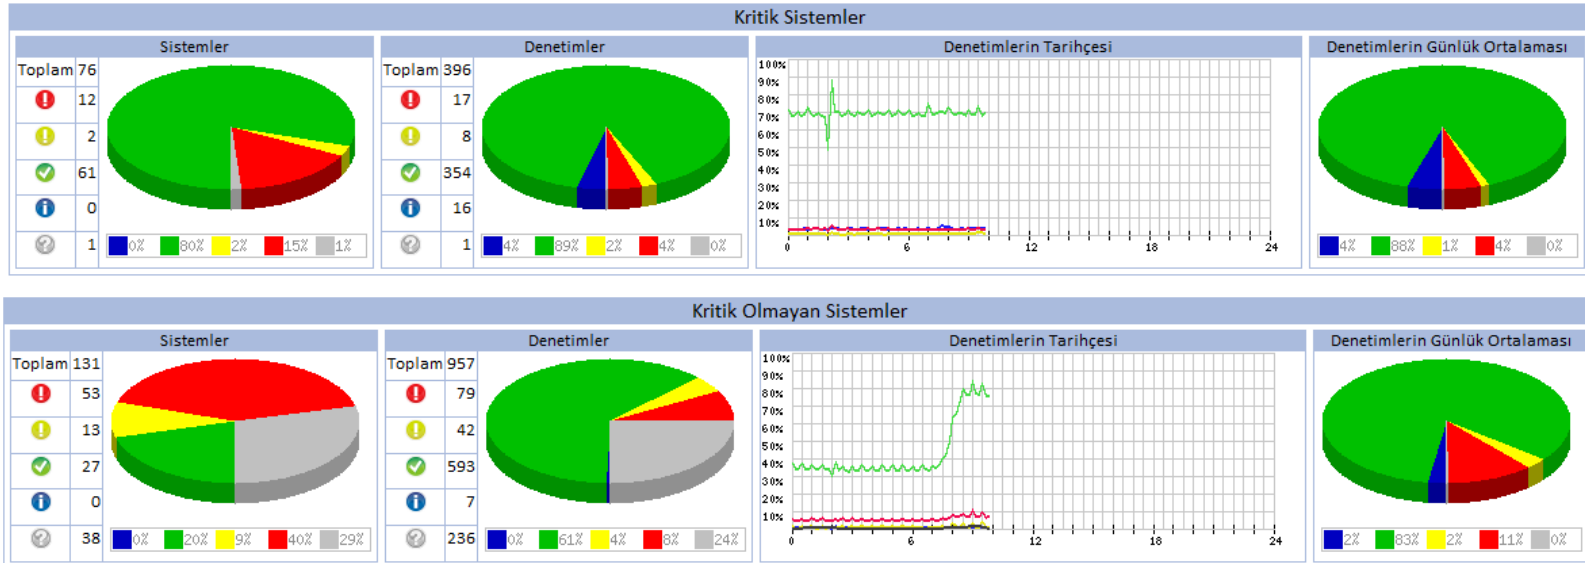 Kritik Sistemler
Sistemler
Toplam 76
12
2
61
0
1
0% 80% 2% 15% 1%
Denetimler
Toplam 396
17
8
354
16
1
4% 89% 2% 4% 0%
Denetimlerin Tarihçesi
100%
90%
80%
70%
60%
50%
40%
30%
20%
10%
0 6 12 18 24
Denetimlerin Günlük Ortalaması
4% 88% 1% 4% 0%
Kritik Olmayan Sistemler
Sistemler
Toplam 131
53
13
27
0
38
0% 20% 9% 40% 29%
Denetimler
Toplam 957
79
42
593
7
236
0% 61% 4% 8% 24%
Denetimlerin Tarihçesi
100%
90%
80%
70%
60%
50%
40%
30%
20%
10%
0 6 12 18 24
Denetimlerin Günlük Ortalaması
2% 83% 2% 11% 0%